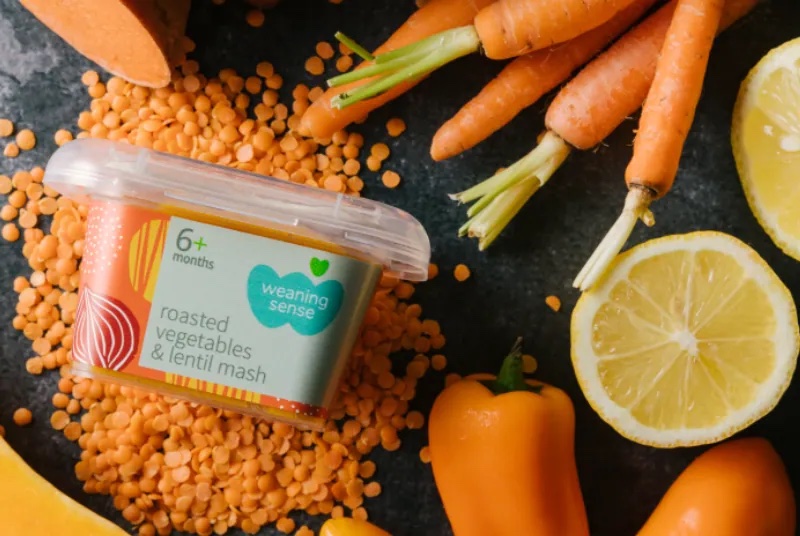 6+
months
weaning
sense
roasted
vegetables
& lentil mash